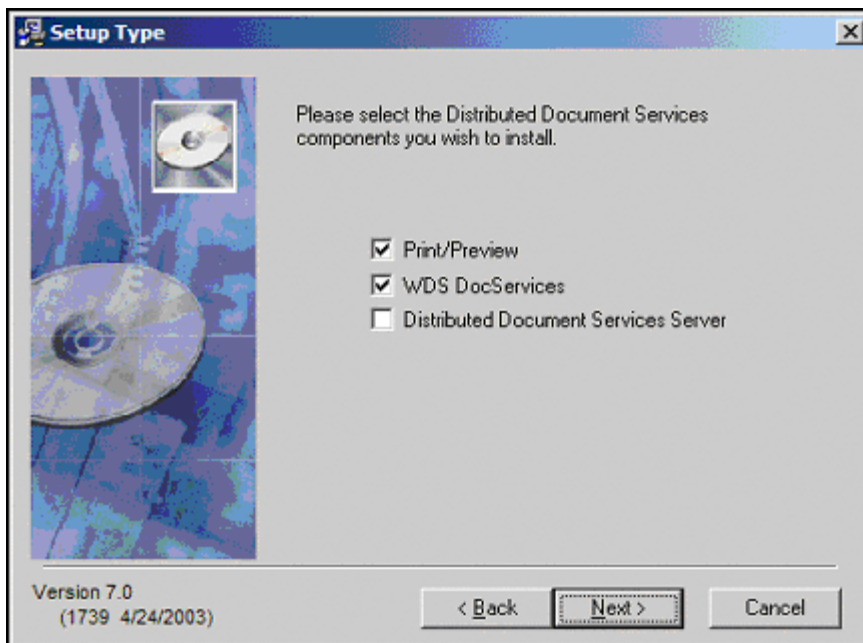 Setup Type
Please select the Distributed Document Services
components you wish to install.
Print/Preview
WDS DocServices
Distributed Document Services Server
Version 7.0
(1739 4/24/2003)
< Back
Next >
Cancel